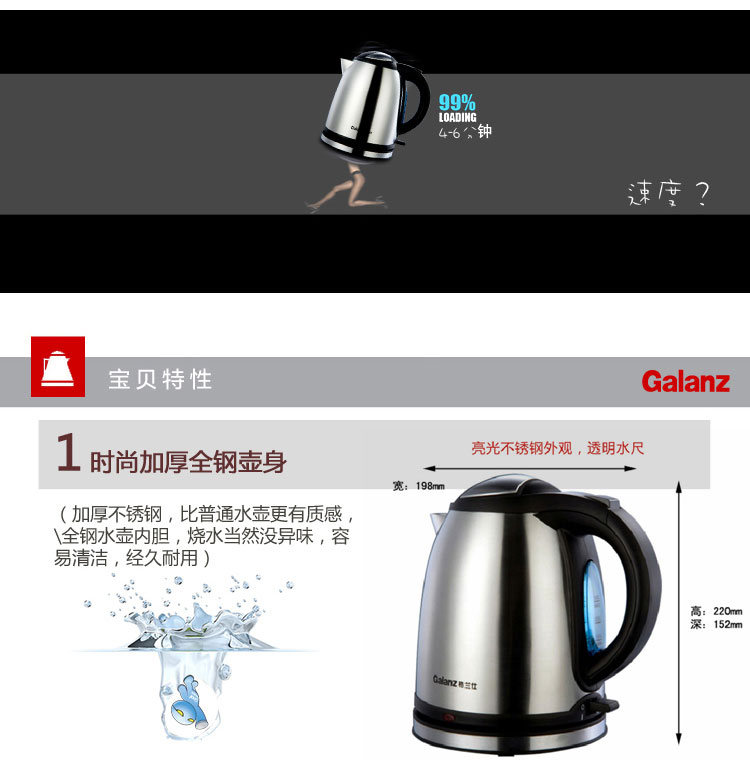 Galanz
99%
LOADING
4-6分钟
速度？
宝贝特性
Galanz
1 时尚加厚全钢壶身
亮光不锈钢外观，透明水尺
宽：198mm
（加厚不锈钢，比普通水壶更有质感，
\全钢水壶内胆，烧水当然没异味，容
易清洁，经久耐用）
高：220mm
深：152mm
Galanz 格兰仕